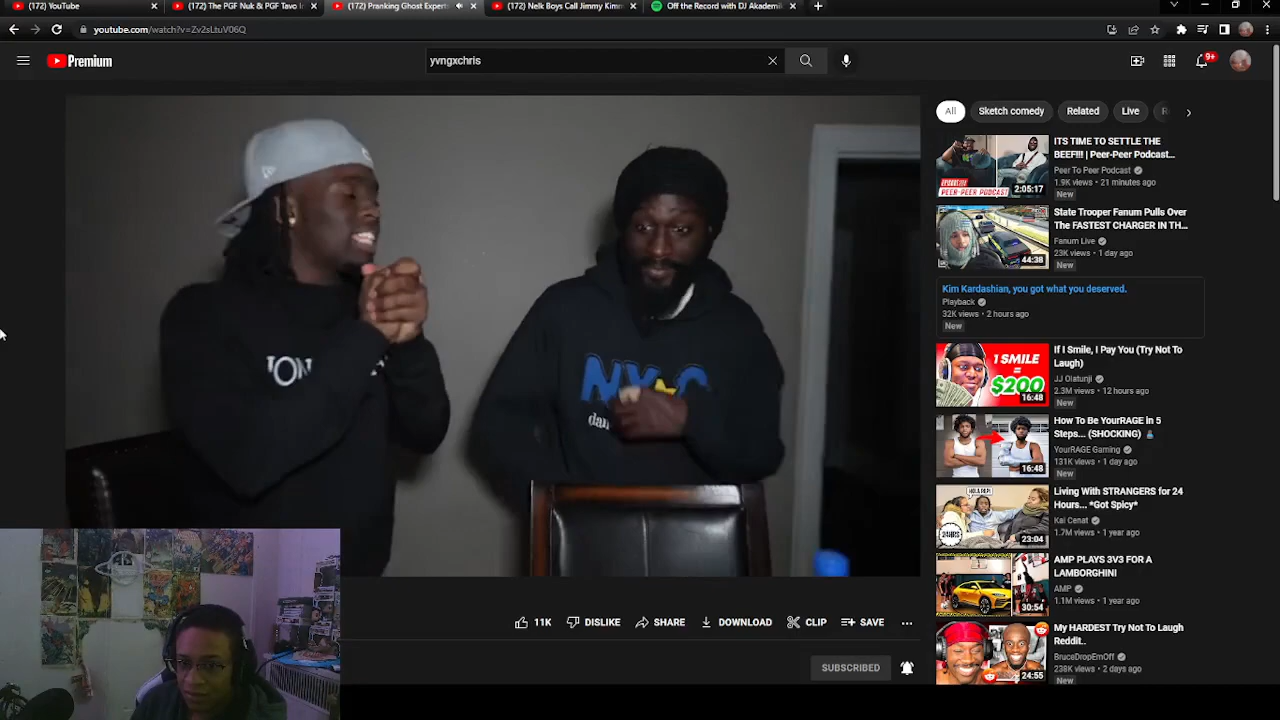 (172) YouTube
(172) The PGF Nuk & PGF Tavo I
(172) Pranking Ghost Expert
(172) Nelk Boys Call Jimmy Kim
Off the Record with DJ Akademi
youtube.com/watch?v=Zv2sLtuV06Q
Premium
yvngxchris
9+
All
Sketch comedy
Related
Live
ITS TIME TO SETTLE THE
BEEF!!! | Peer-Peer Podcast...
Peer To Peer Podcast
1.9K views • 21 minutes ago
New
PEER-PEER PODCAST
2:05:17
State Trooper Fanum Pulls Over
The FASTEST CHARGER IN TH...
Fanum Live
23K views • 1 day ago
New
44:38
Kim Kardashian, you got what you deserved.
Playback
32K views • 2 hours ago
New
If I Smile, I Pay You (Try Not To
Laugh)
JJ Olatunji
2.3M views • 12 hours ago
New
1 SMILE
=
$200
16:48
How To Be YourRAGE in 5
Steps... (SHOCKING)
YourRAGE Gaming
131K views • 1 day ago
New
16:48
Living With STRANGERS for 24
Hours... *Got Spicy*
Kai Cenat
1.7M views • 1 year ago
24HRS
23:04
AMP PLAYS 3V3 FOR A
LAMBORGHINI
AMP
1.1M views • 1 year ago
30:54
My HARDEST Try Not To Laugh
Reddit..
BruceDropEmOff
238K views • 2 days ago
New
24:55
NYC
11K
DISLIKE
SHARE
DOWNLOAD
CLIP
SAVE
SUBSCRIBED